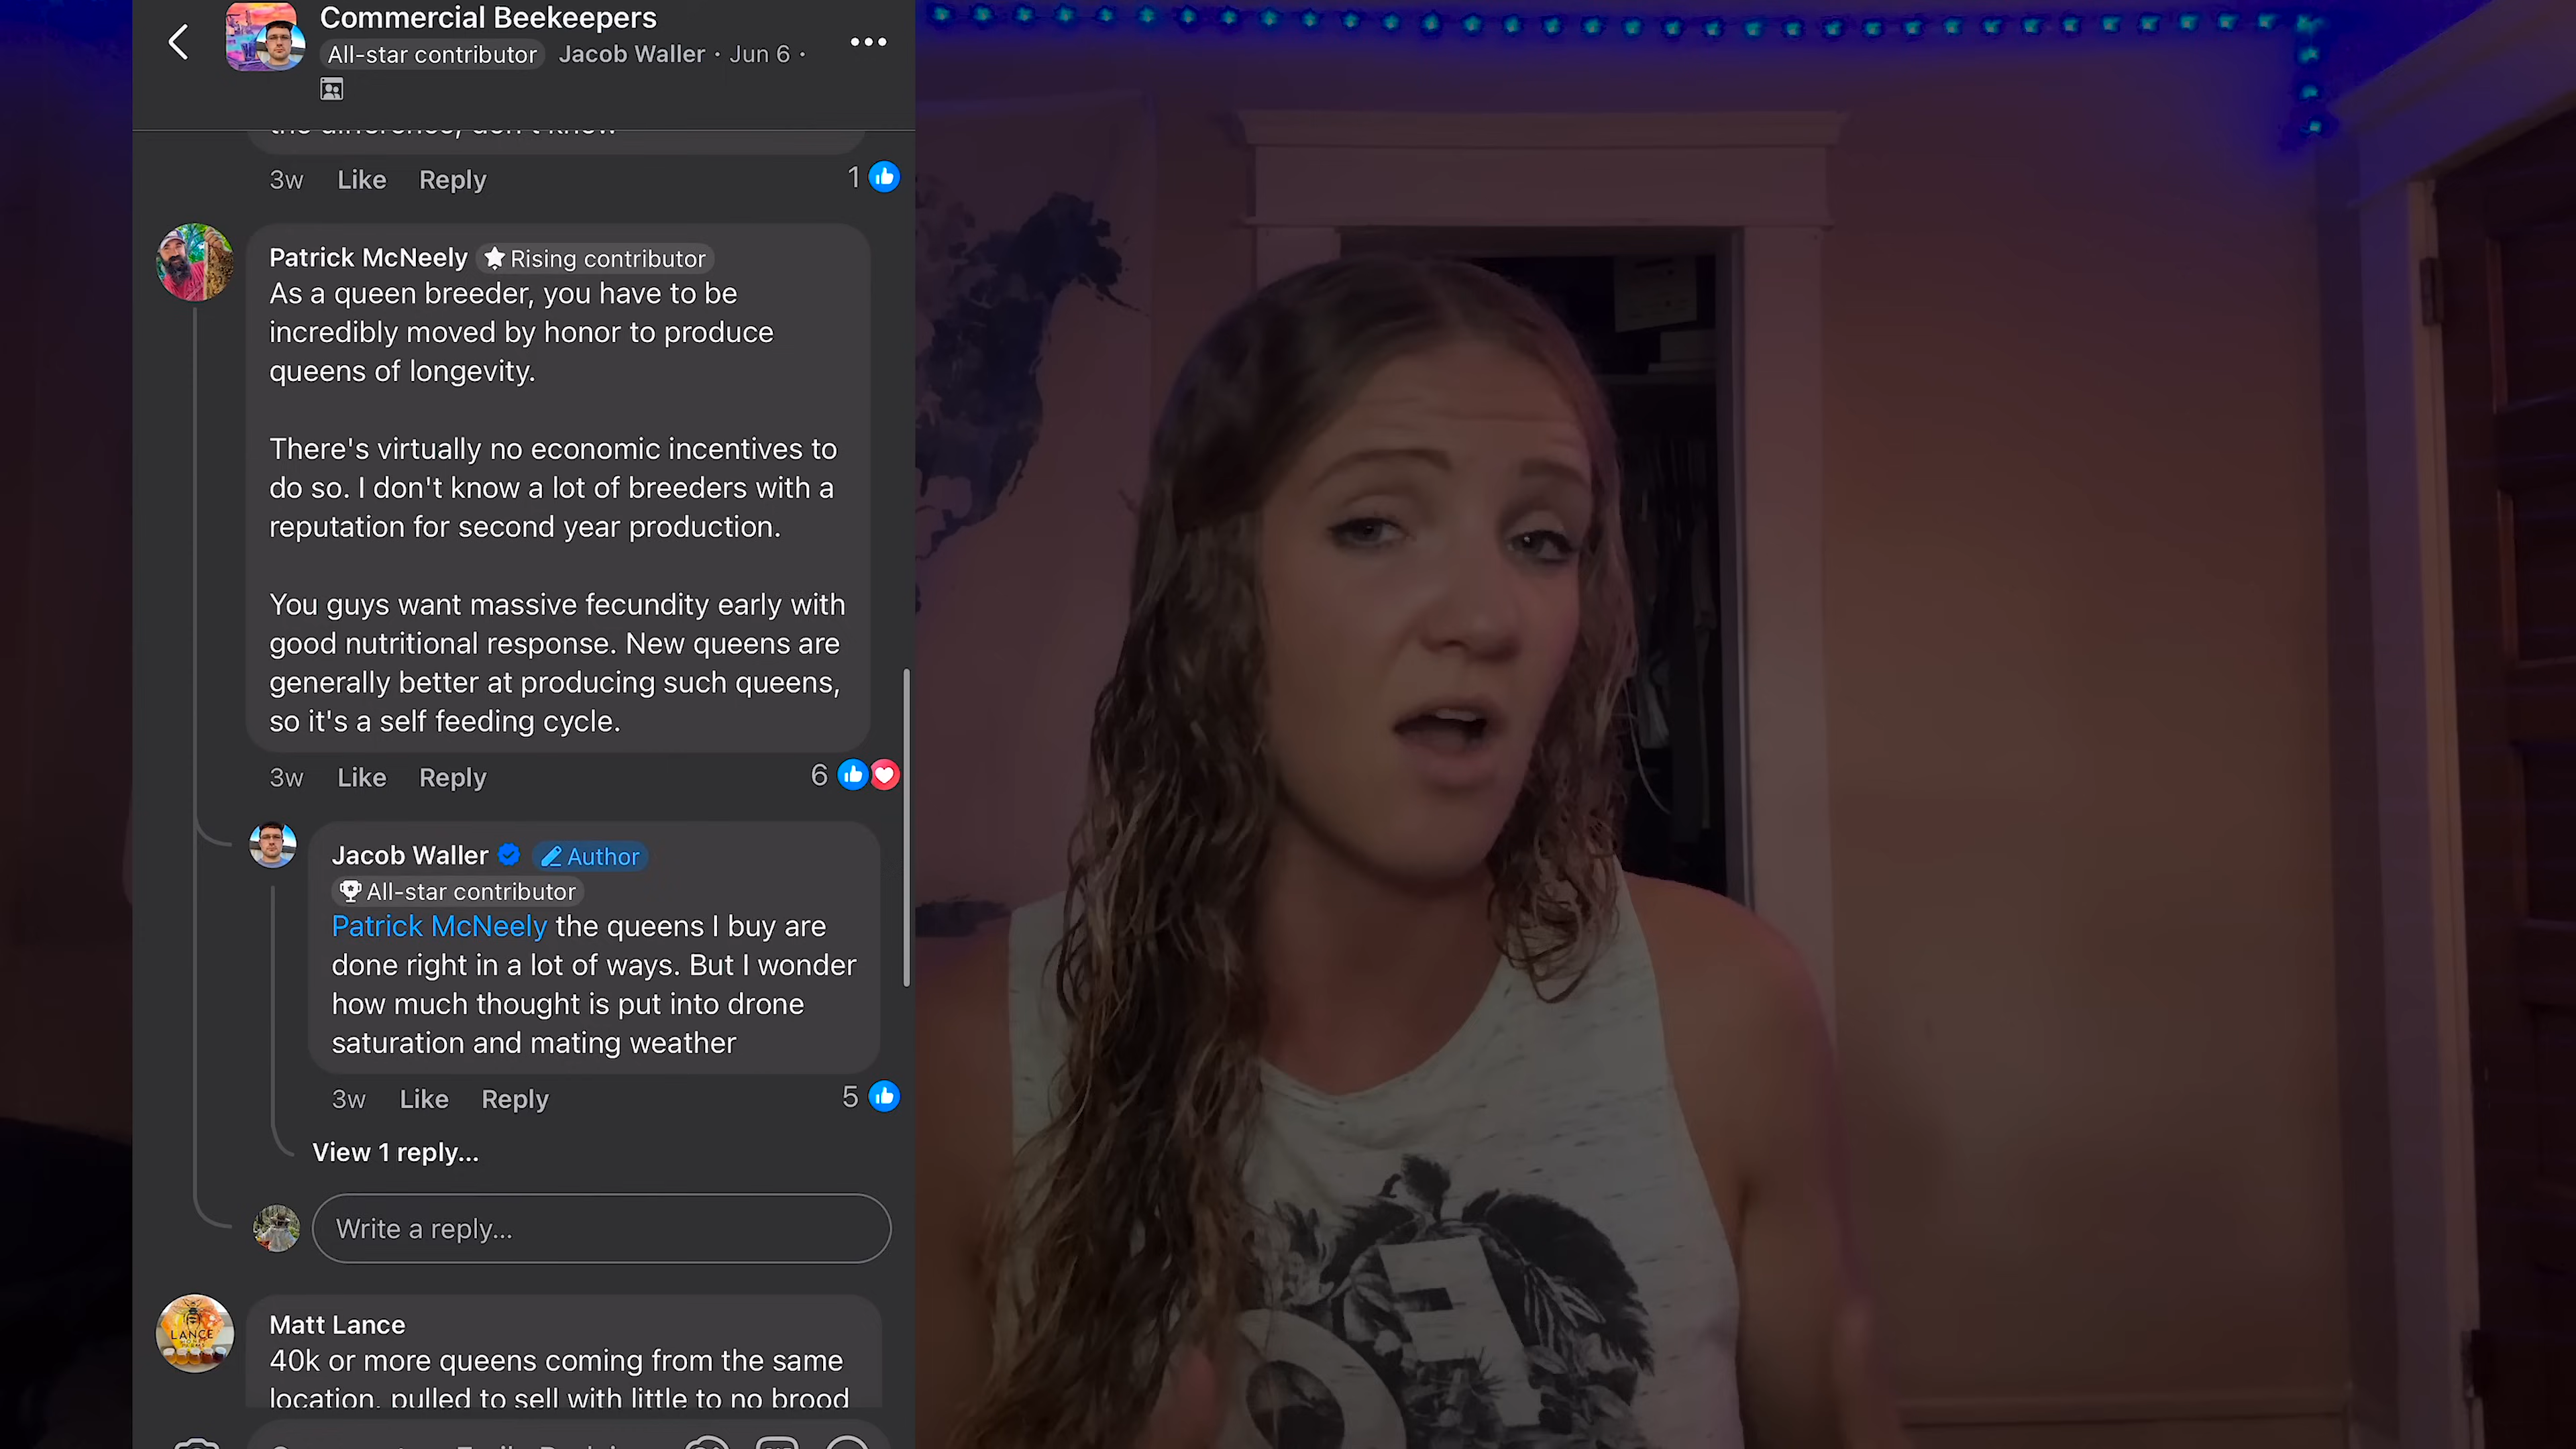 Commercial Beekeepers
All-star contributor Jacob Waller · Jun 6 ·
the difference, don't know
3w Like Reply 1
Patrick McNeely Rising contributor
As a queen breeder, you have to be
incredibly moved by honor to produce
queens of longevity.
There's virtually no economic incentives to
do so. I don't know a lot of breeders with a
reputation for second year production.
You guys want massive fecundity early with
good nutritional response. New queens are
generally better at producing such queens,
so it's a self feeding cycle.
3w Like Reply 6
Jacob Waller Author
All-star contributor
Patrick McNeely the queens I buy are
done right in a lot of ways. But I wonder
how much thought is put into drone
saturation and mating weather
3w Like Reply 5
View 1 reply...
Write a reply...
LANCE
Matt Lance
40k or more queens coming from the same
location, pulled to sell with little to no brood